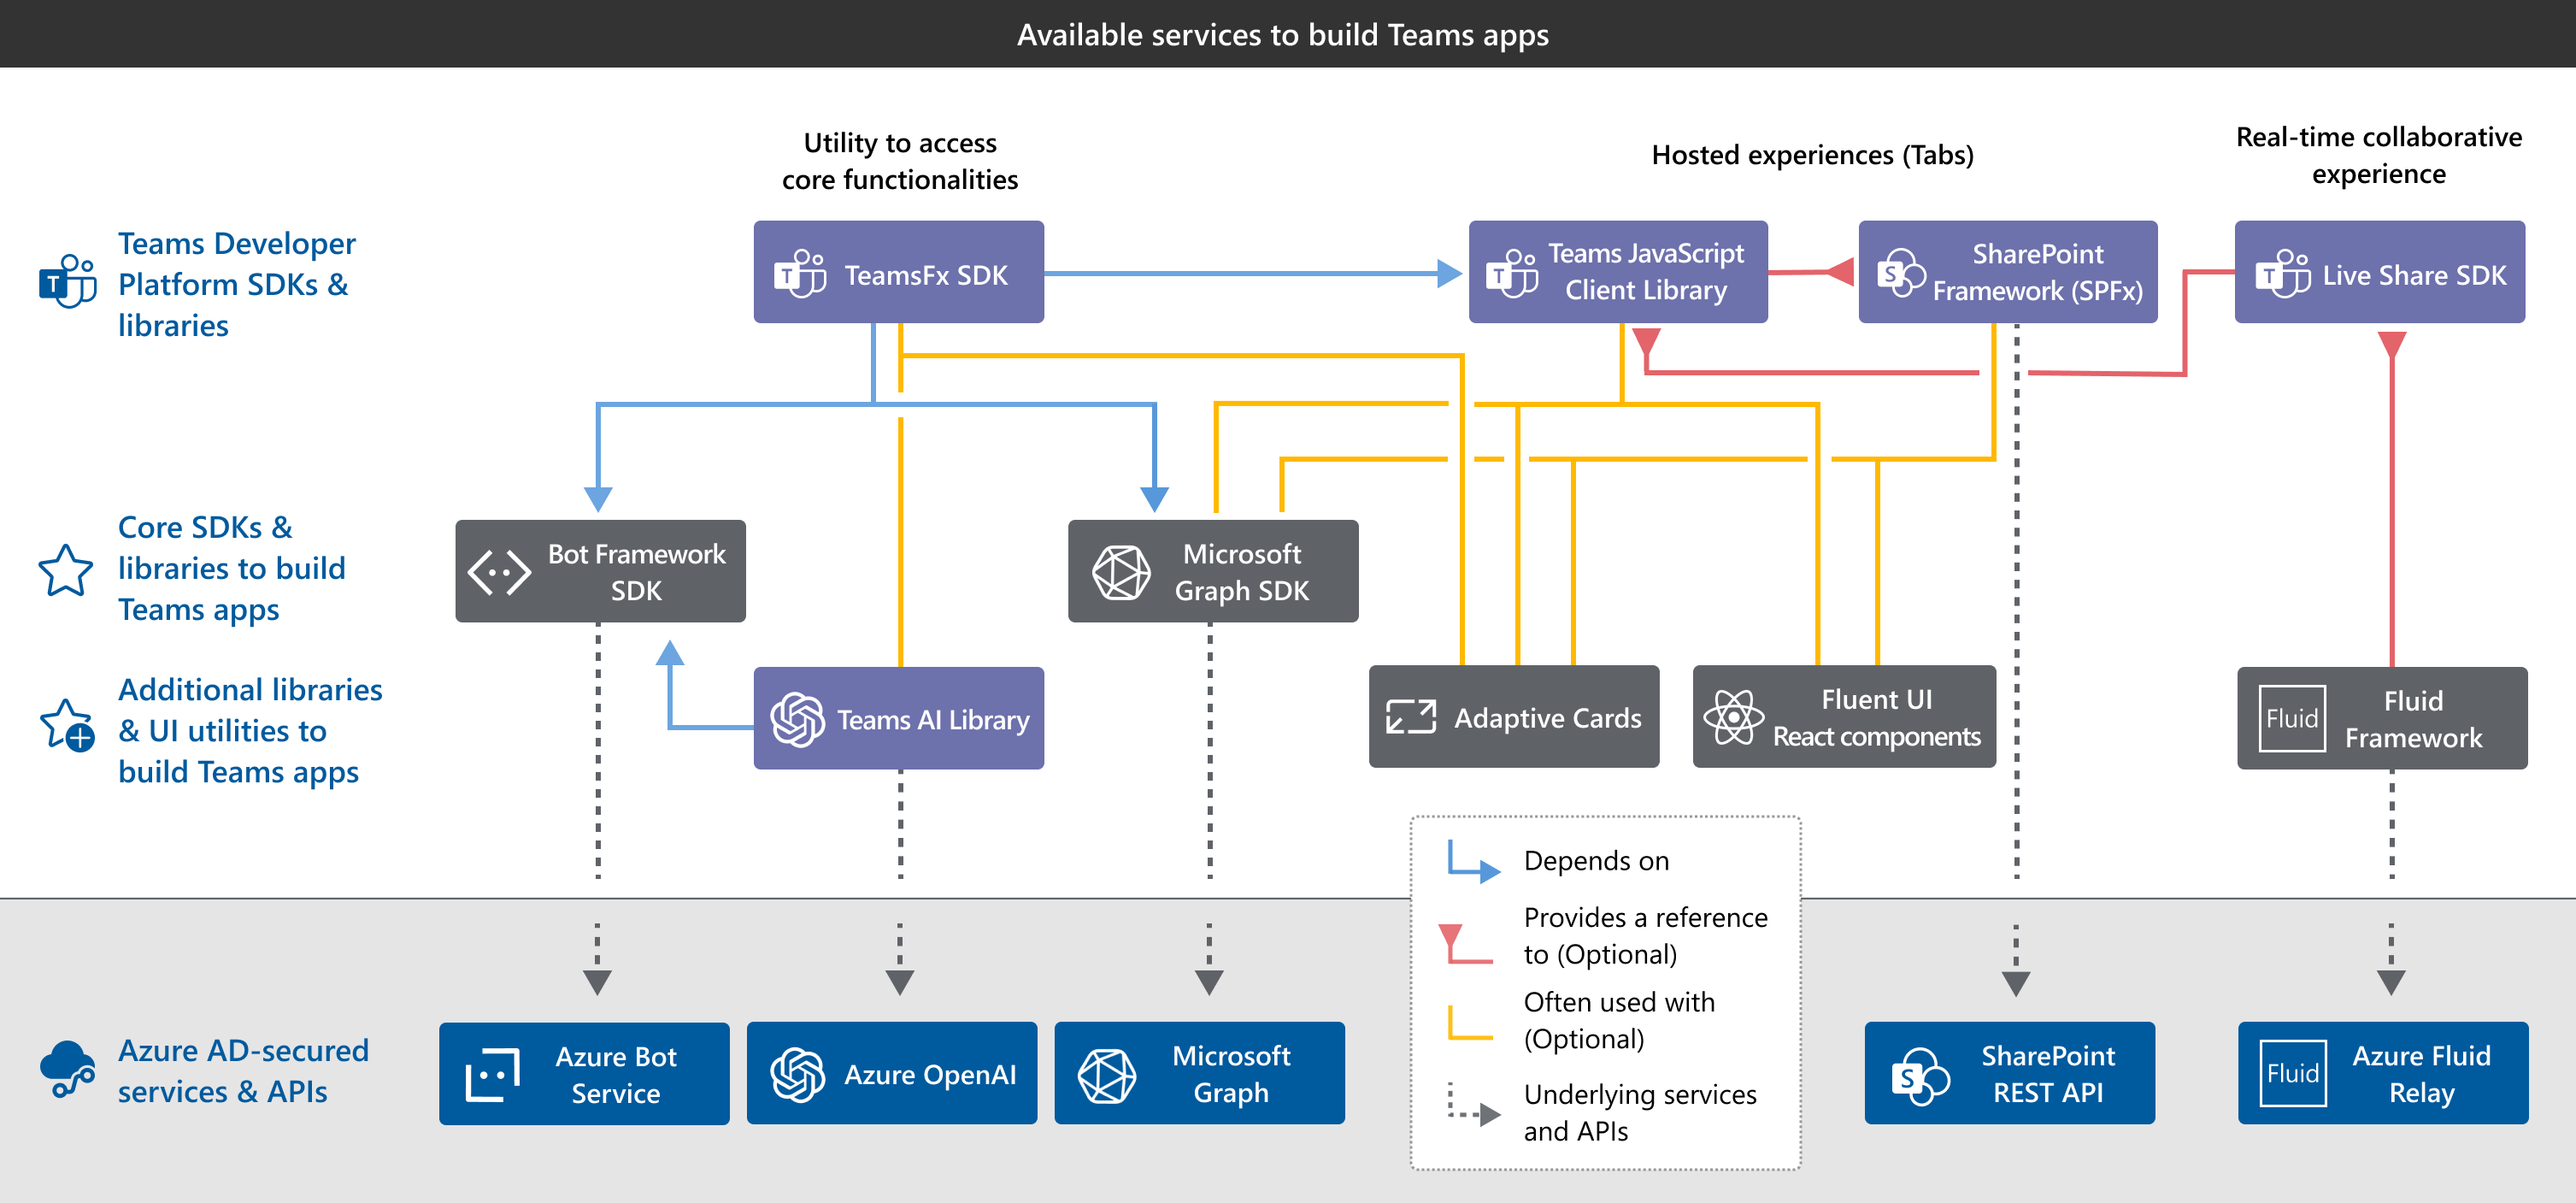 Available services to build Teams apps
Utility to access
core functionalities
Hosted experiences (Tabs)
Real-time collaborative
experience
Teams Developer
Platform SDKs &
libraries
T
TeamsFx SDK
T
Teams JavaScript
Client Library
S
SharePoint
Framework (SPFx)
T
Live Share SDK
T
Core SDKs &
libraries to build
Teams apps
Bot Framework
SDK
Microsoft
Graph SDK
Additional libraries
& UI utilities to
build Teams apps
Teams AI Library
Adaptive Cards
Fluent UI
React components
Fluid
Fluid
Framework
Depends on
Provides a reference
to (Optional)
Often used with
(Optional)
Underlying services
and APIs
Azure AD-secured
services & APIs
Azure Bot
Service
Azure OpenAI
Microsoft
Graph
S
SharePoint
REST API
Fluid
Azure Fluid
Relay